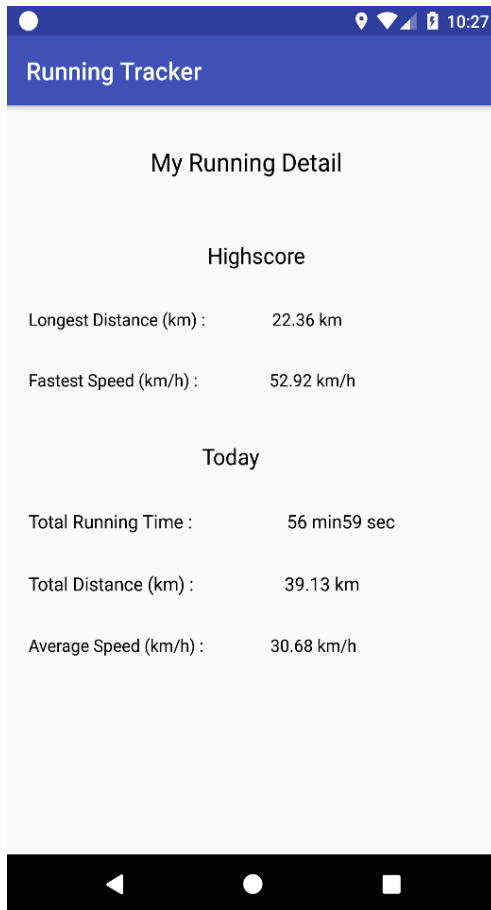 10:27
Running Tracker
My Running Detail
Highscore
Longest Distance (km) : 22.36 km
Fastest Speed (km/h) : 52.92 km/h
Today
Total Running Time : 56 min59 sec
Total Distance (km) : 39.13 km
Average Speed (km/h) : 30.68 km/h